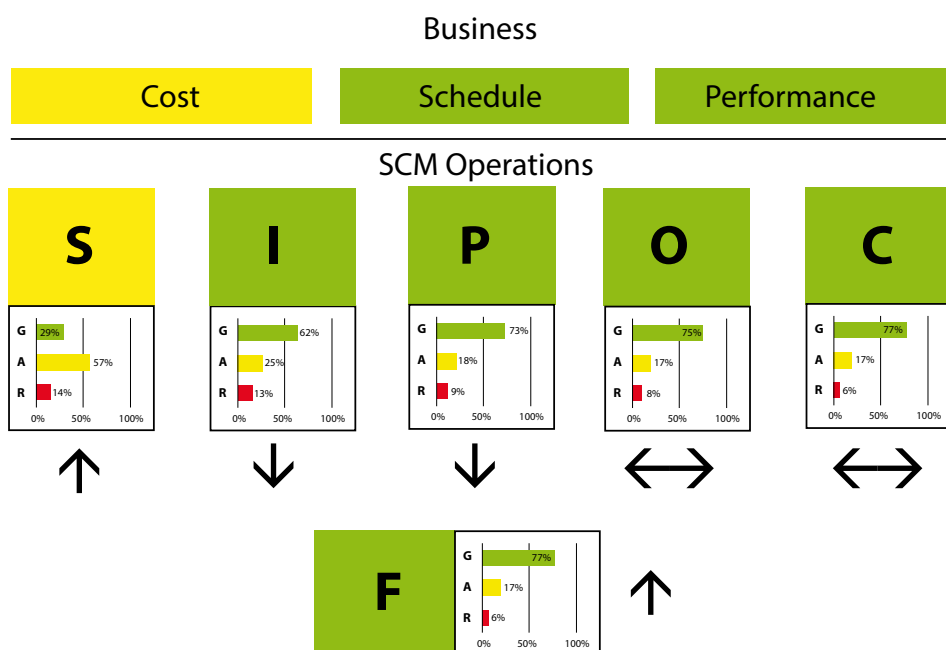 Business
Cost Schedule Performance
SCM Operations
S I P O C
G 29%
A 57%
R 14%
0% 50% 100%
G 62%
A 25%
R 13%
0% 50% 100%
G 73%
A 18%
R 9%
0% 50% 100%
G 75%
A 17%
R 8%
0% 50% 100%
G 77%
A 17%
R 6%
0% 50% 100%
F
G 77%
A 17%
R 6%
0% 50% 100%